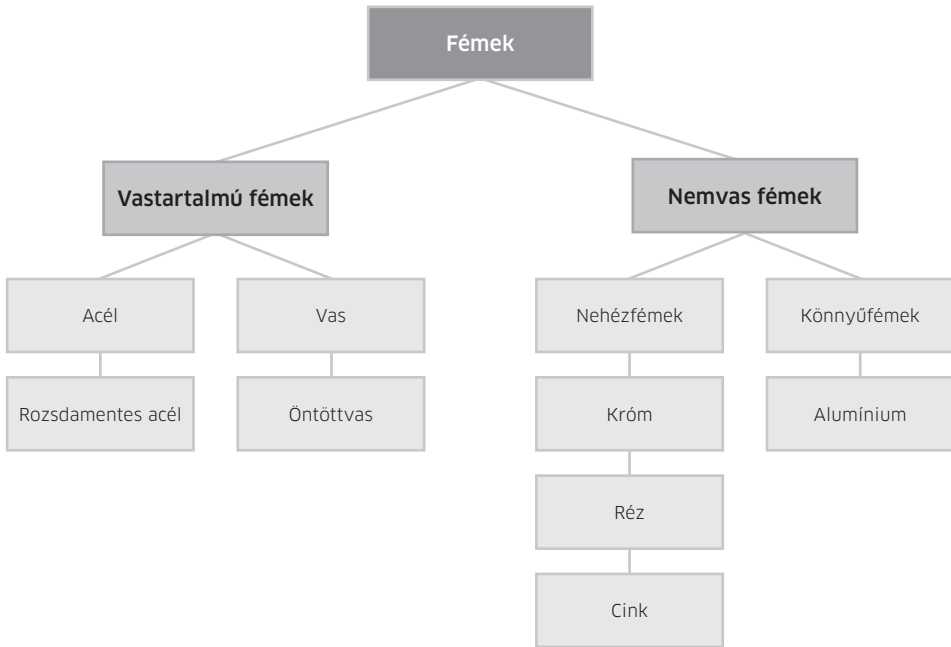 Fémek
Vastartalmú fémek
Nemvas fémek
Acél
Vas
Nehézfémek
Könnyűfémek
Rozsdamentes acél
Öntöttvas
Króm
Alumínium
Réz
Cink